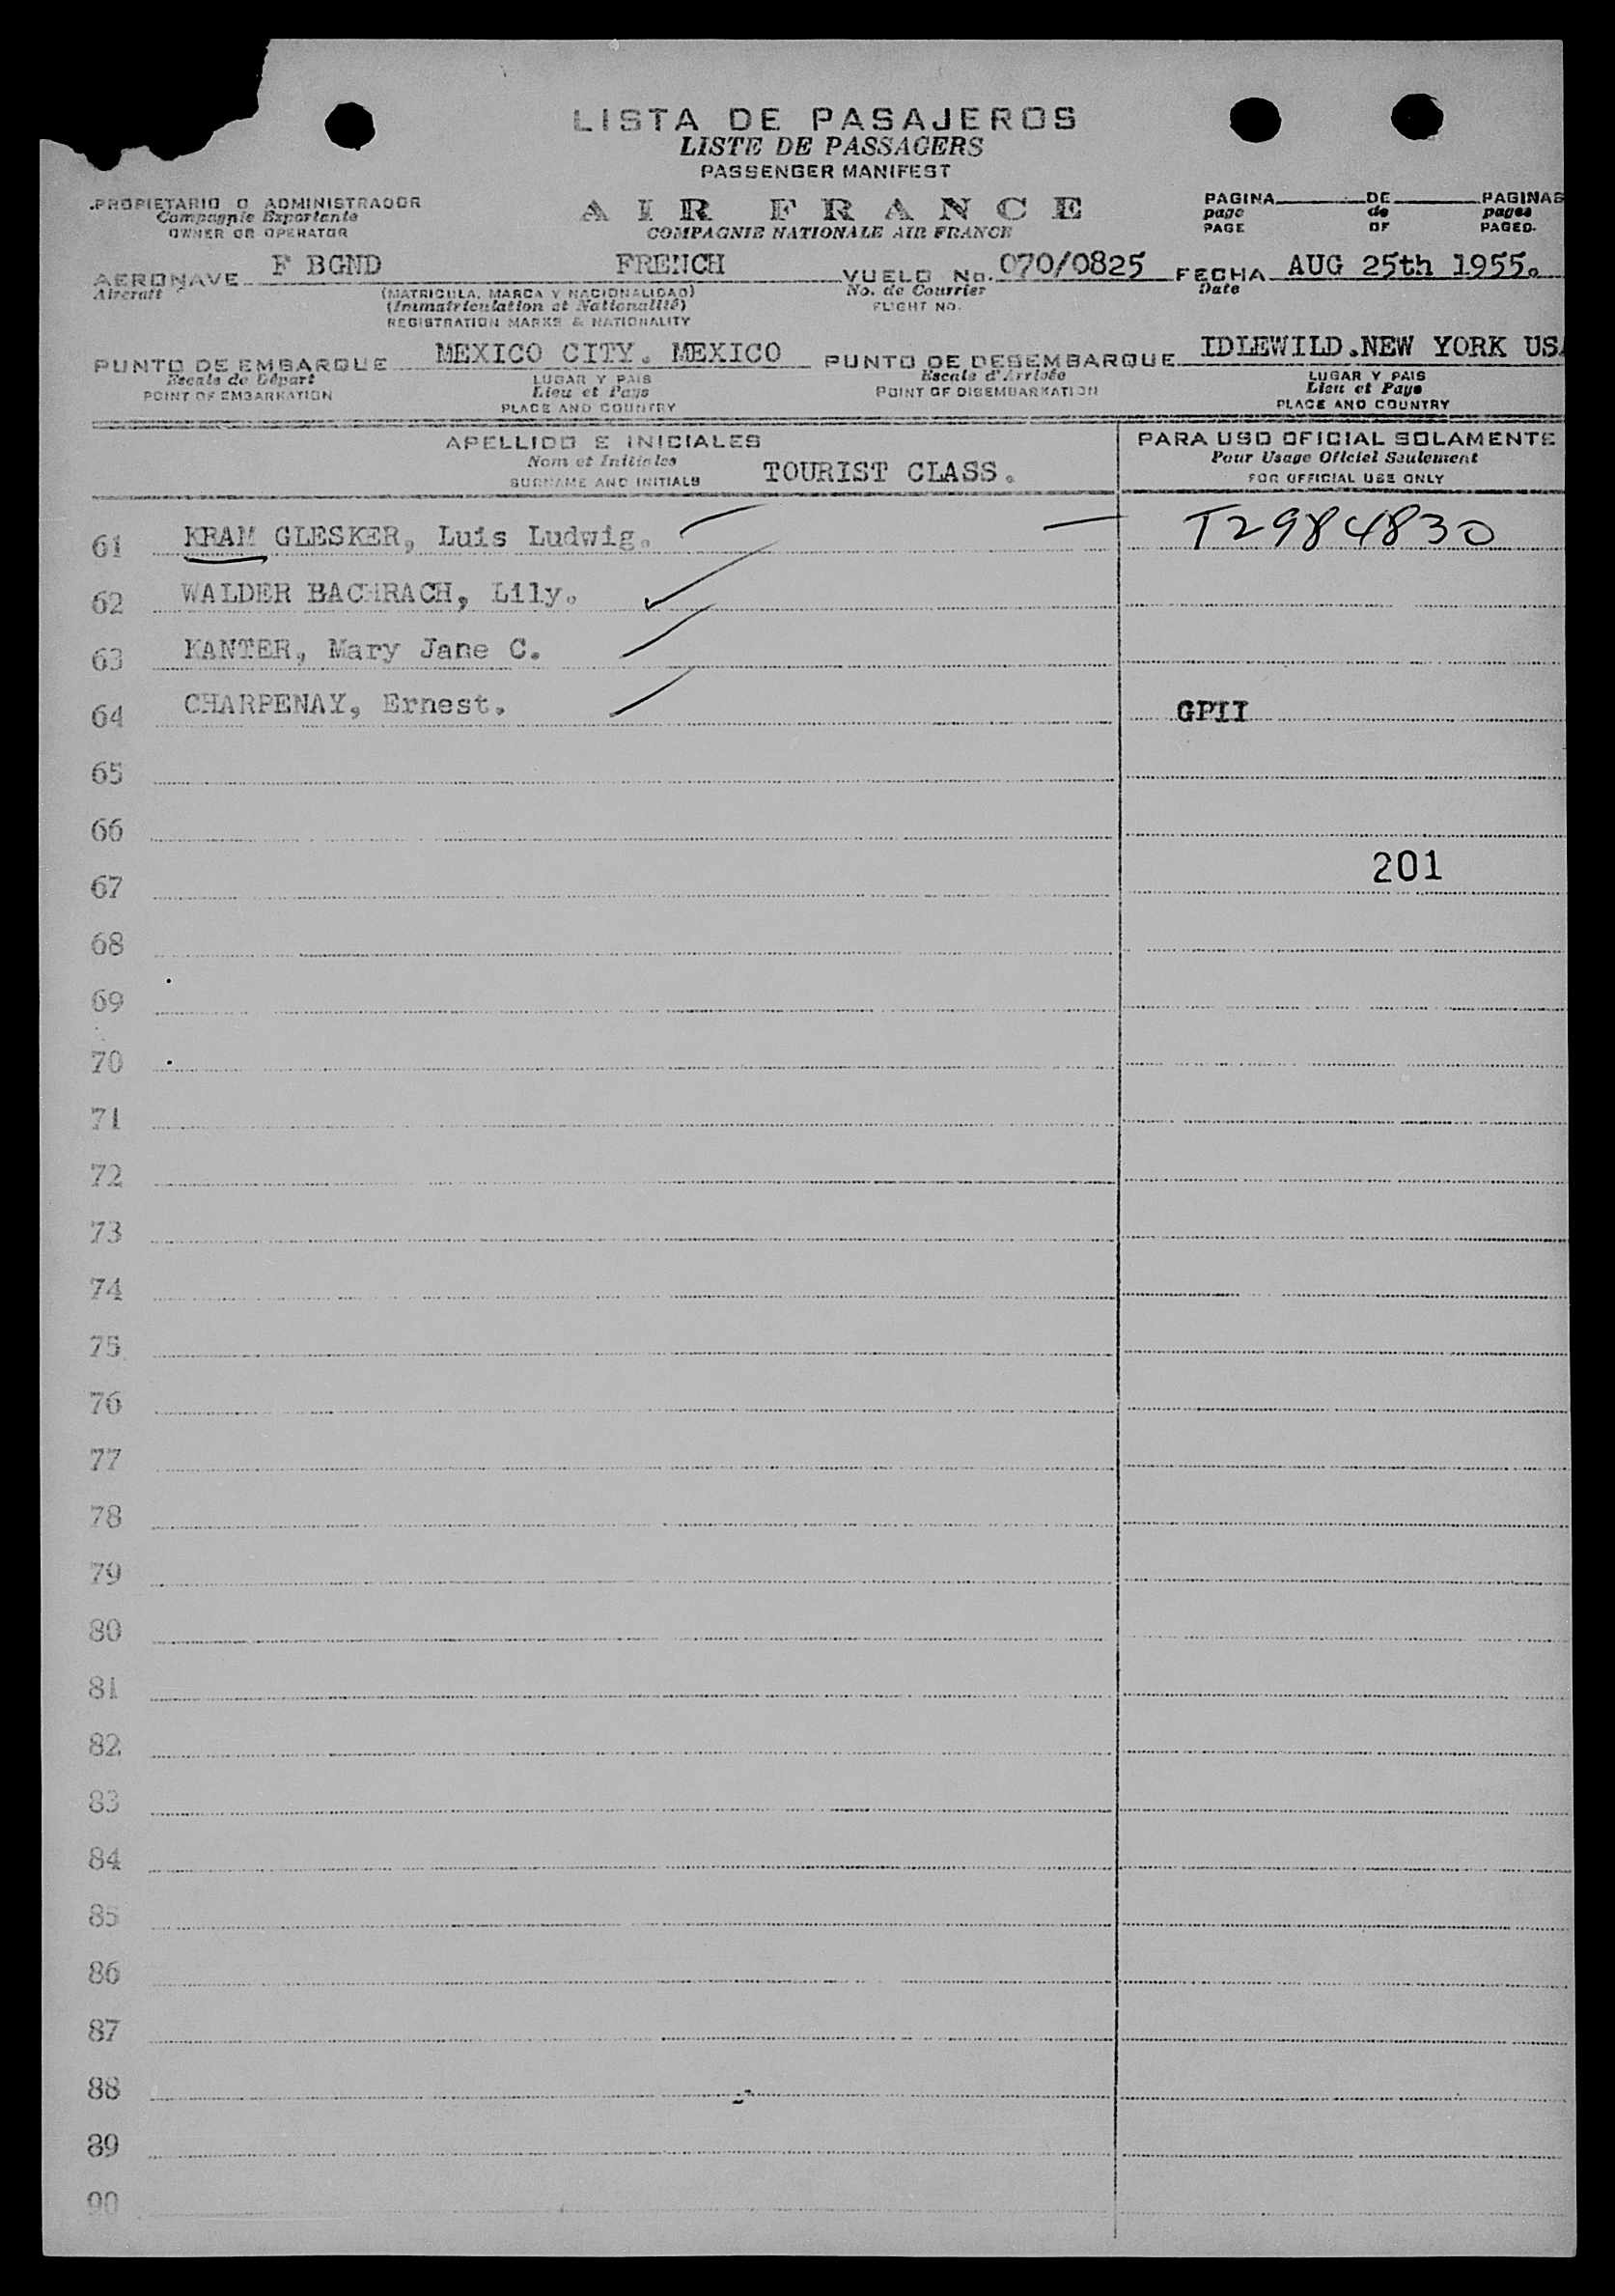 LISTA DE PASAJEROS
LISTE DE PASSAGERS
PASSENGER MANIFEST
PROPIETARIO O ADMINISTRADOR
Compagnie Exportante
OWNER OR OPERATOR
AIR FRANCE
COMPAGNIE NATIONALE AIR FRANCE
PAGINA DE PAGINAS
page de pages
PAGE OF PAGES.
AERONAVE F BGND FRENCH VUELO No. 070/0825 FECHA AUG 25th 1955.
Aircraft (MATRICULA, MARCA Y NACIONALIDAD) No. de Courrier Date
(Immatriculation et Nationalité) FLIGHT NO.
REGISTRATION MARKS & NATIONALITY
PUNTO DE EMBARQUE MEXICO CITY. MEXICO PUNTO DE DESEMBARQUE IDLEWILD.NEW YORK USA
Escale de Départ LUGAR Y PAIS Escale d'Arrivée LUGAR Y PAIS
POINT OF EMBARKATION Lieu et Pays POINT OF DISEMBARKATION Lieu et Pays
PLACE AND COUNTRY PLACE AND COUNTRY
APELLIDO E INICIALES PARA USO OFICIAL SOLAMENTE
Nom et Initiales Pour Usage Oficiel Seulement
SURNAME AND INITIALS TOURIST CLASS. FOR OFFICIAL USE ONLY
61 KRAM GLESKER, Luis Ludwig. T2984830
62 WALDER BACHRACH, Lily.
63 KANTER, Mary Jane C.
64 CHARPENAY, Ernest. GPII
65
66
67 201
68
69
70
71
72
73
74
75
76
77
78
79
80
81
82
83
84
85
86
87
88
89
90